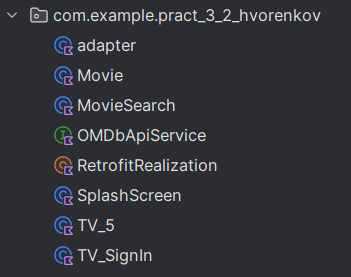 com.example.pract_3_2_hvorenkov
adapter
Movie
MovieSearch
OMDbApiService
RetrofitRealization
SplashScreen
TV_5
TV_SignIn